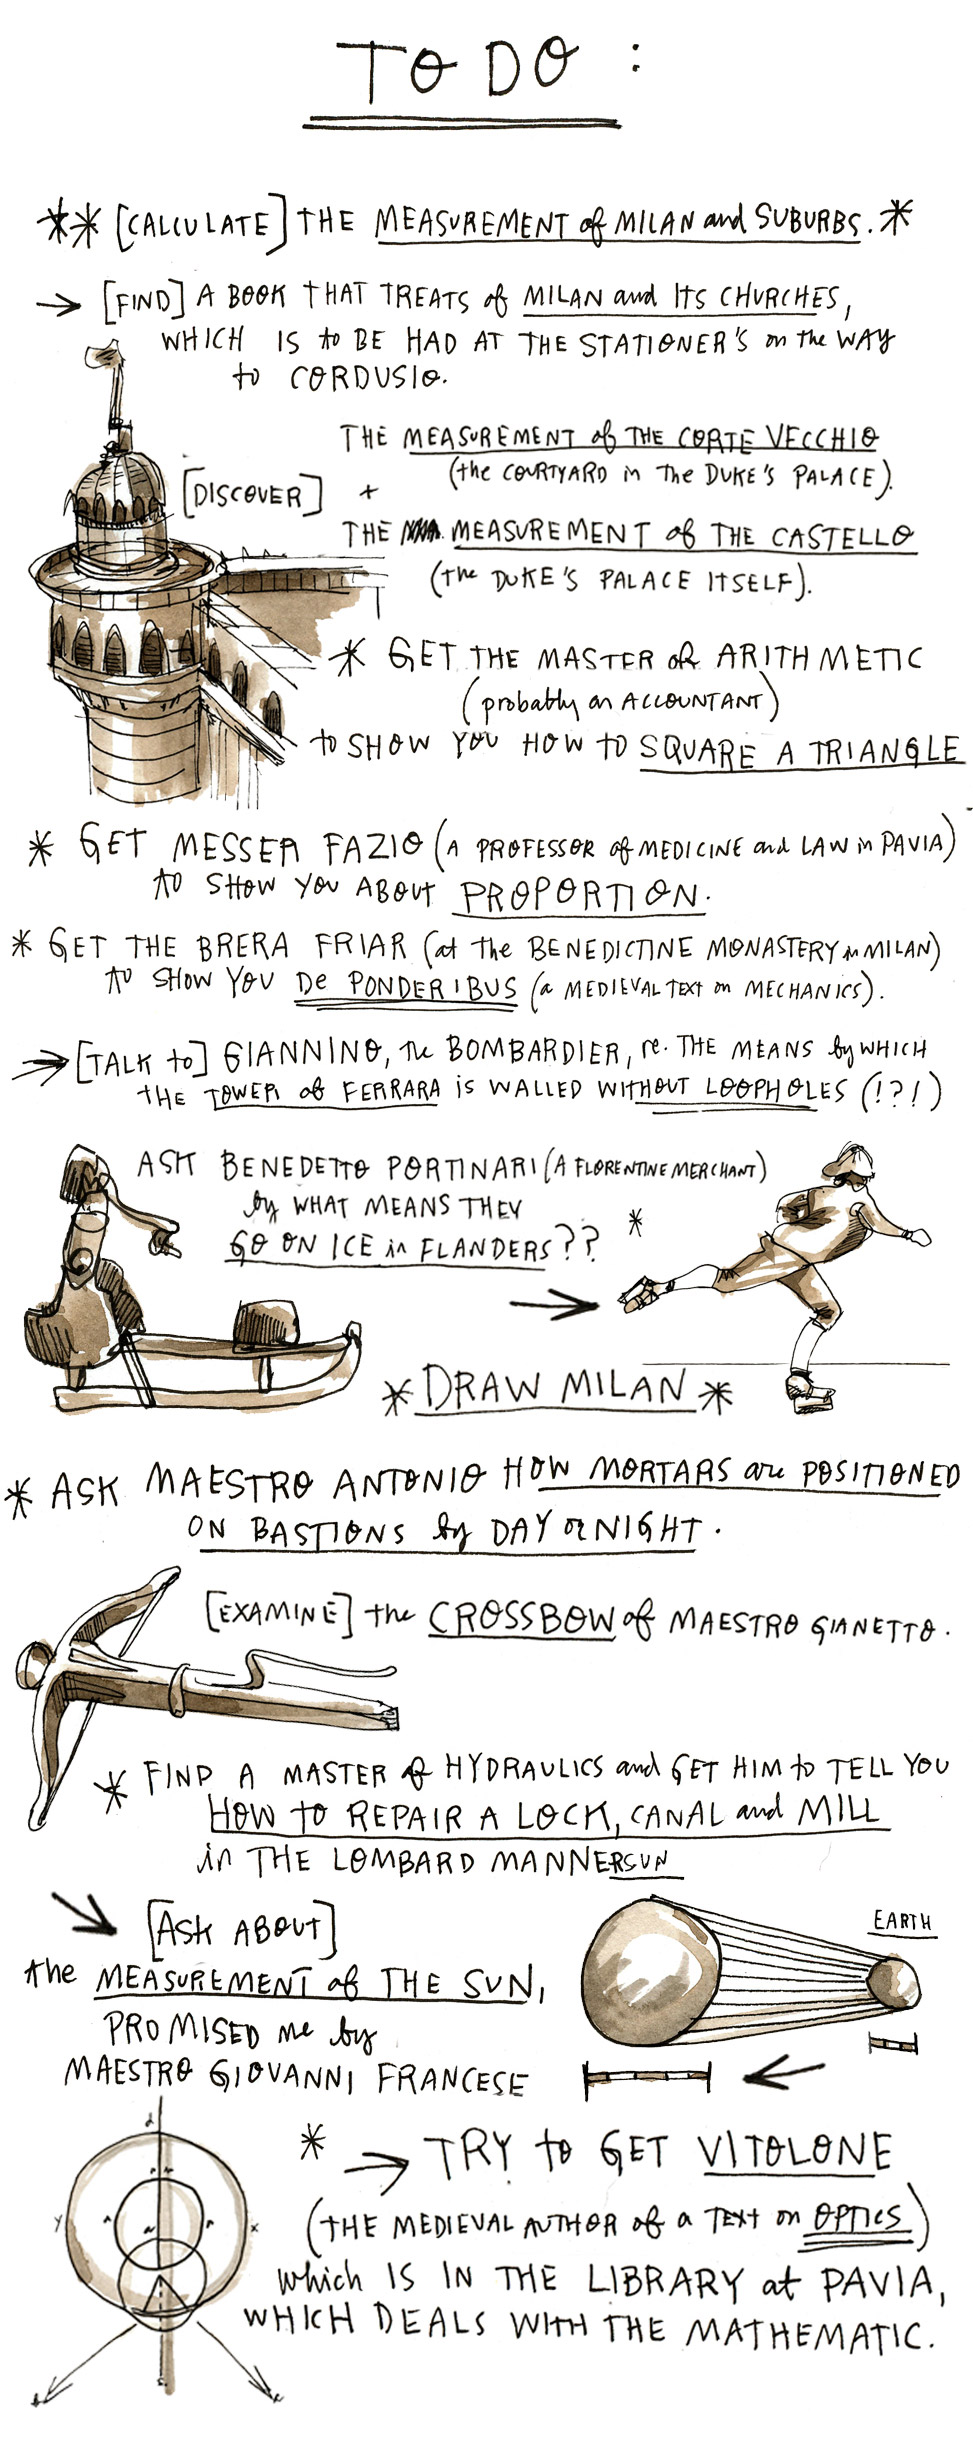 TO DO :
** [CALCULATE] THE MEASUREMENT of MILAN and SUBURBS. *
→ [FIND] A BOOK THAT TREATS of MILAN and ITS CHURCHES,
WHICH IS to BE HAD AT THE STATIONER'S on the WAY
to CORDUSIO.
THE MEASUREMENT of THE CORTE VECCHIO
(the COURTYARD in The DUKE'S PALACE).
[DISCOVER] +
THE MEASUREMENT of THE CASTELLO
(the DUKE'S PALACE ITSELF).
* GET THE MASTER OF ARITHMETIC
(probably an ACCOUNTANT)
to SHOW YOU HOW to SQUARE A TRIANGLE
* GET MESSER FAZIO (A PROFESSOR of MEDICINE and LAW in PAVIA)
to SHOW YOU ABOUT PROPORTION.
* GET THE BRERA FRIAR (at the BENEDICTINE MONASTERY in MILAN)
to SHOW YOU De PONDERIBUS (a MEDIEVAL TEXT on MECHANICS).
→ [TALK to] GIANNINO, the BOMBARDIER, re. THE MEANS by WHICH
THE TOWER of FERRARA is WALLED WITHOUT LOOPHOLES (!?!)
ASK BENEDETTO PORTINARI (A FLORENTINE MERCHANT)
by WHAT MEANS THEY
GO ON ICE in FLANDERS?? *
→
* DRAW MILAN *
* ASK MAESTRO ANTONIO HOW MORTARS are POSITIONED
ON BASTIONS by DAY or NIGHT.
[EXAMINE] the CROSSBOW of MAESTRO GIANETTO.
* FIND A MASTER of HYDRAULICS and GET HIM to TELL YOU
HOW to REPAIR A LOCK, CANAL and MILL
in THE LOMBARD MANNER
SUN
[ASK ABOUT]
EARTH
the MEASUREMENT of THE SUN,
PROMISED me by
MAESTRO GIOVANNI FRANCESE
* → TRY to GET VITOLONE
(THE MEDIEVAL AUTHOR of a TEXT on OPTICS)
which IS IN THE LIBRARY at PAVIA,
WHICH DEALS WITH THE MATHEMATIC.